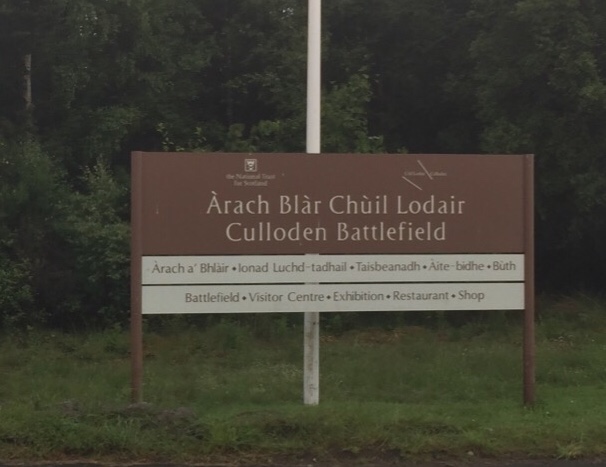 the National Trust
for Scotland
Àrach Blàr Chùil Lodair
Culloden Battlefield
Àrach a' Bhlàir • Ionad Luchd-tadhail • Taisbeanadh • Àite-bidhe • Bùth
Battlefield • Visitor Centre • Exhibition • Restaurant • Shop